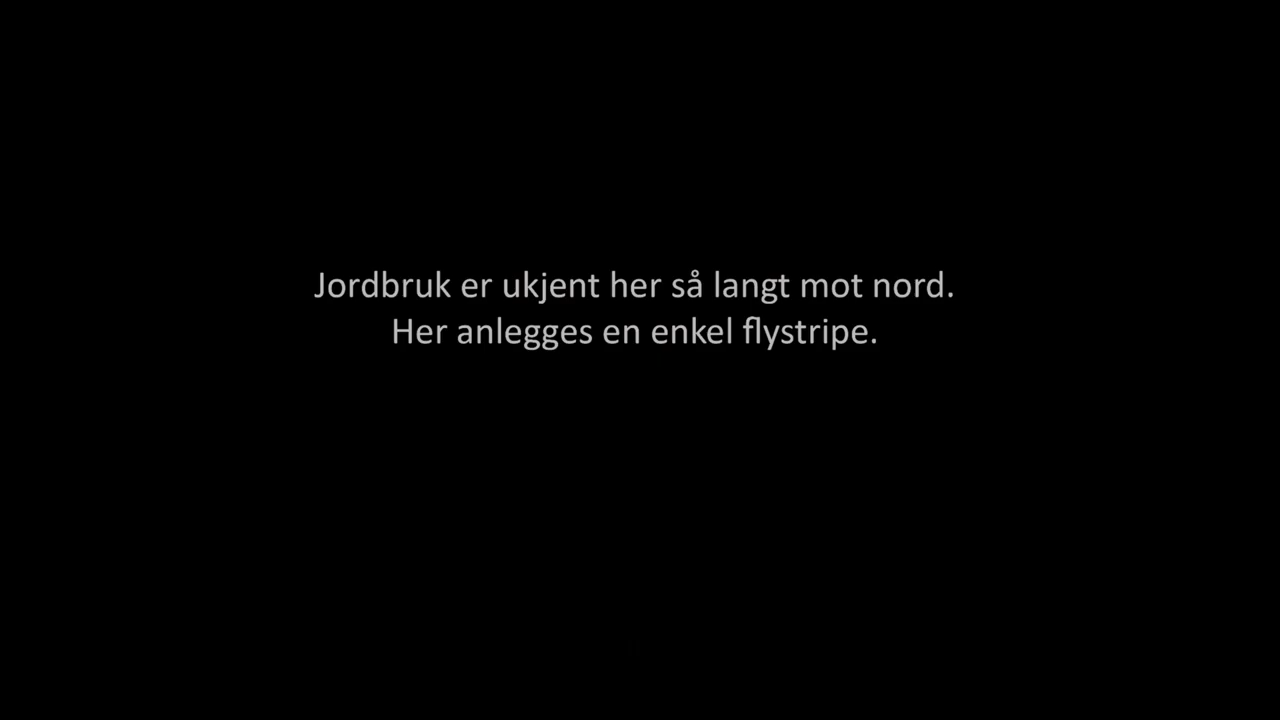 Jordbruk er ukjent her så langt mot nord.
Her anlegges en enkel flystripe.